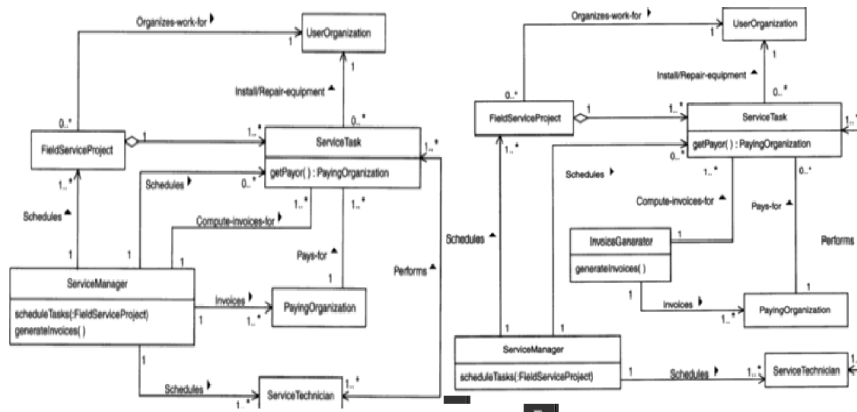 Organizes-work-for
UserOrganization
1
1
Install/Repair-equipment
0..*
0..*
FieldServiceProject
1
1..*
ServiceTask
getPayor( ) : PayingOrganization
1..*
1..*
Schedules
0..*
1..*
1..*
Schedules
Compute-invoices-for
Pays-for
Performs
1
1
1
1
ServiceManager
scheduleTasks(:FieldServiceProject)
generateInvoices( )
Invoices
1
1..*
PayingOrganization
1
Schedules
1..*
ServiceTechnician
1..*
Organizes-work-for
UserOrganization
1
1
Install/Repair-equipment
0..*
0..*
FieldServiceProject
1
1..*
ServiceTask
getPayor( ) : PayingOrganization
1..*
0..*
Schedules
1..*
0..*
Compute-invoices-for
Pays-for
Schedules
InvoiceGenerator
generateInvoices( )
1
Performs
1
Invoices
1..*
1
PayingOrganization
1
1
ServiceManager
scheduleTasks(:FieldServiceProject)
1
Schedules
1..*
ServiceTechnician